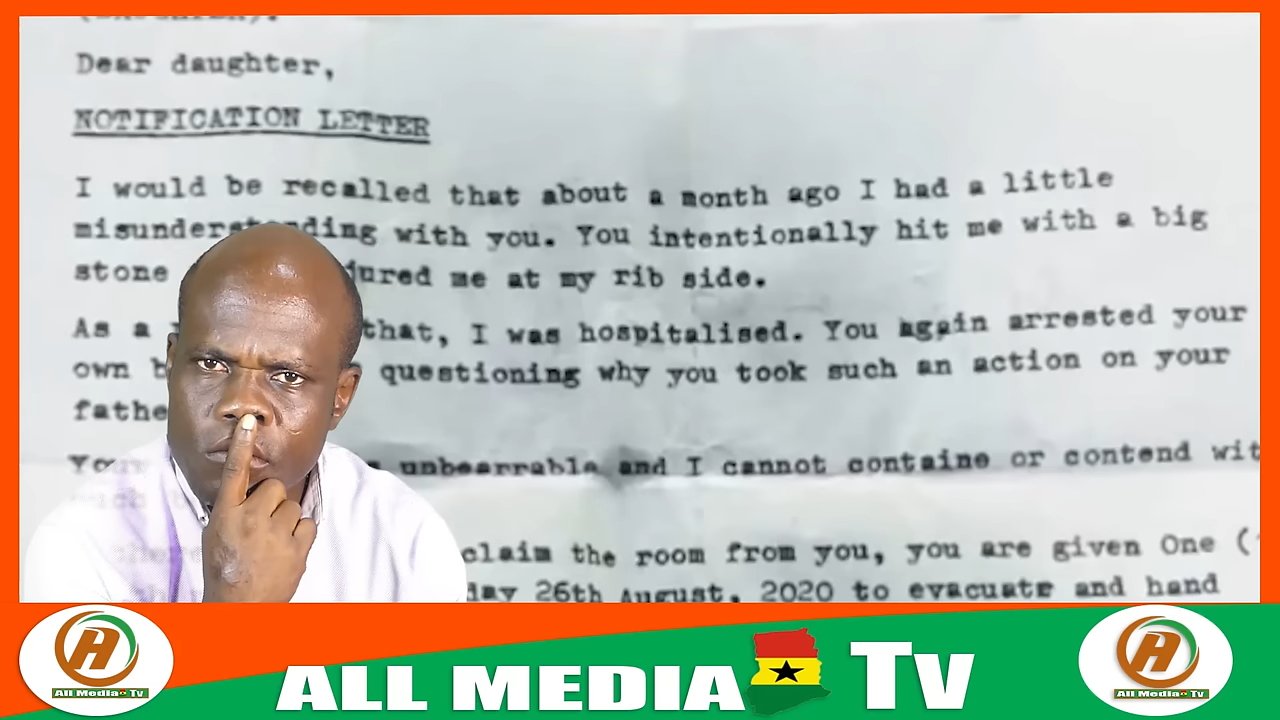 Dear daughter,
NOTIFICATION LETTER
I would be recalled that about a month ago I had a little
misunderstanding with you. You intentionally hit me with a big
stone jured me at my rib side.
As a that, I was hospitalised. You again arrested your
own questioning why you took such an action on your
fathe
unbearrable and I cannot containe or contend wit
claim the room from you, you are given One (
day 26th August, 2020 to evacuate and hand
All Media Tv
ALL MEDIA Tv
All Media Tv